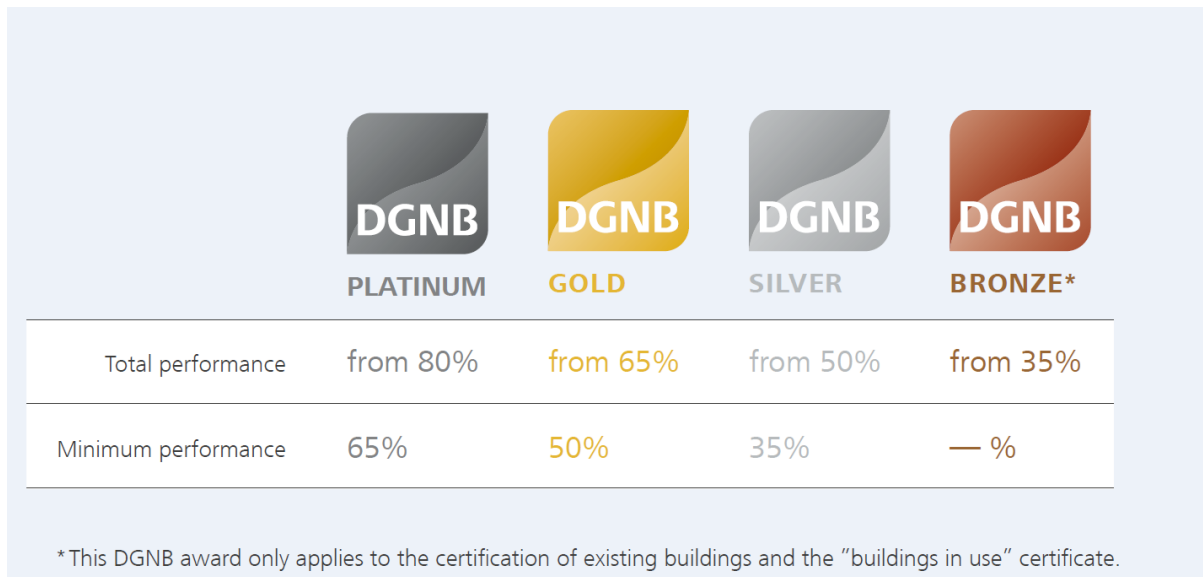 DGNB DGNB DGNB DGNB
PLATINUM GOLD SILVER BRONZE*
Total performance from 80% from 65% from 50% from 35%
Minimum performance 65% 50% 35% — %
* This DGNB award only applies to the certification of existing buildings and the ”buildings in use” certificate.